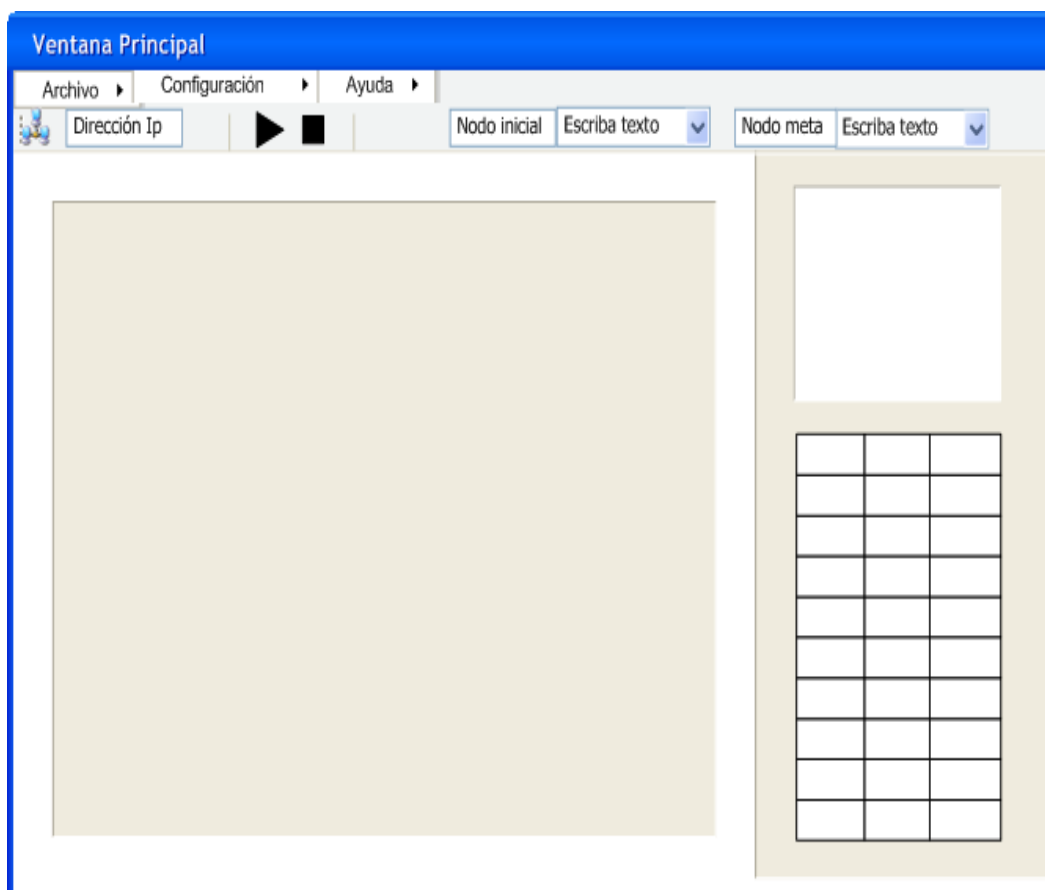 Ventana Principal
Archivo Configuración Ayuda
Dirección Ip Nodo inicial Escriba texto Nodo meta Escriba texto